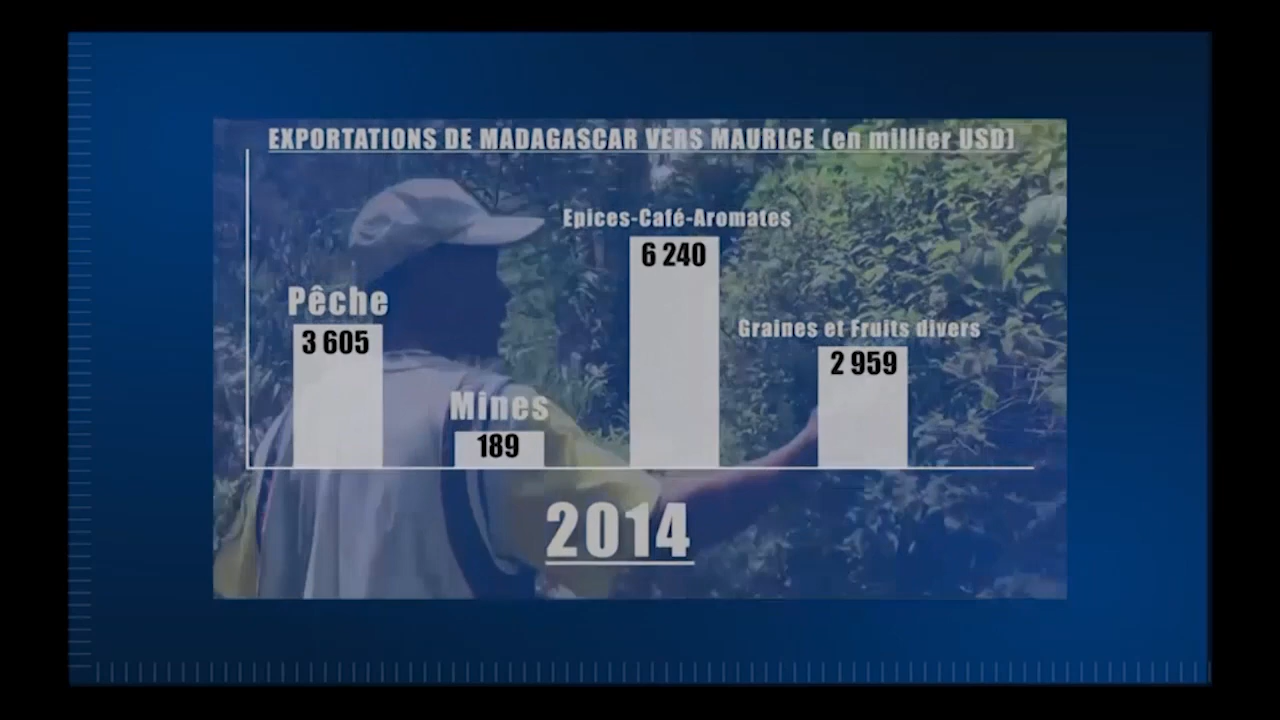 EXPORTATIONS DE MADAGASCAR VERS MAURICE (en millier USD)
Epices-Café-Aromates
6 240
Pêche
3 605
Graines et Fruits divers
2 959
Mines
189
2014